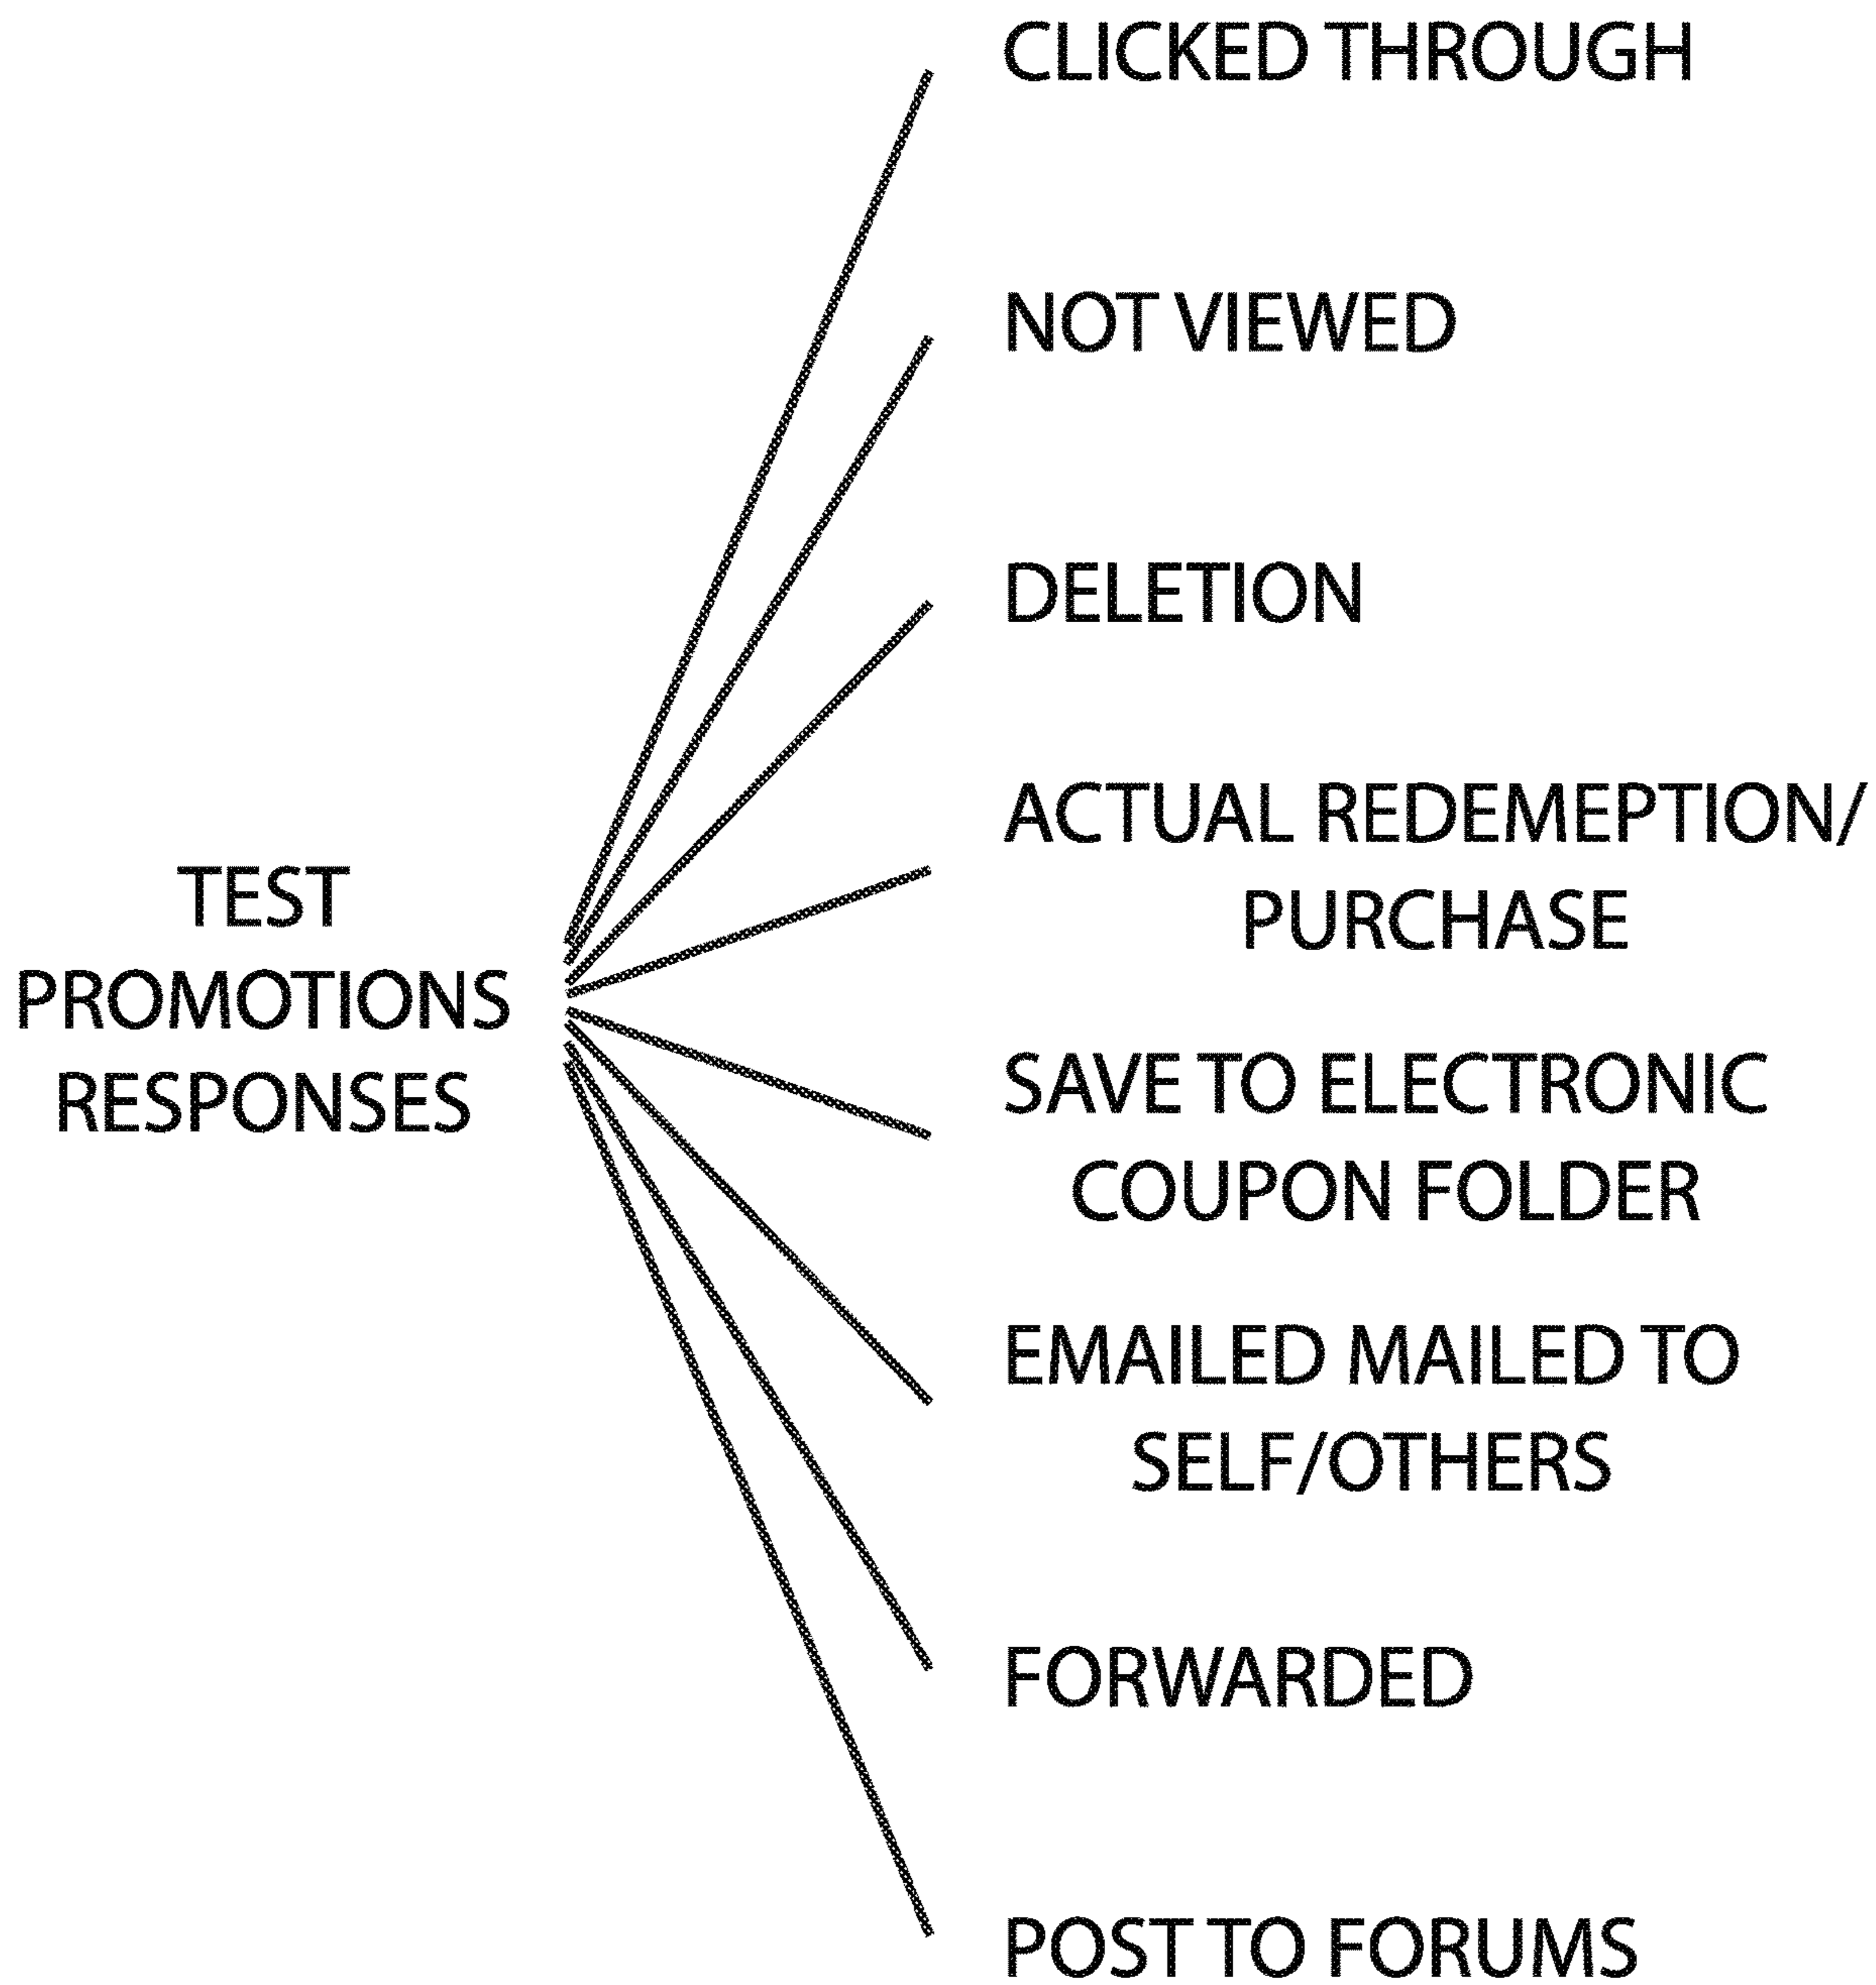 CLICKED THROUGH
NOT VIEWED
DELETION
ACTUAL REDEMEPTION/
PURCHASE
TEST
PROMOTIONS
RESPONSES
SAVE TO ELECTRONIC
COUPON FOLDER
EMAILED MAILED TO
SELF/OTHERS
FORWARDED
POST TO FORUMS